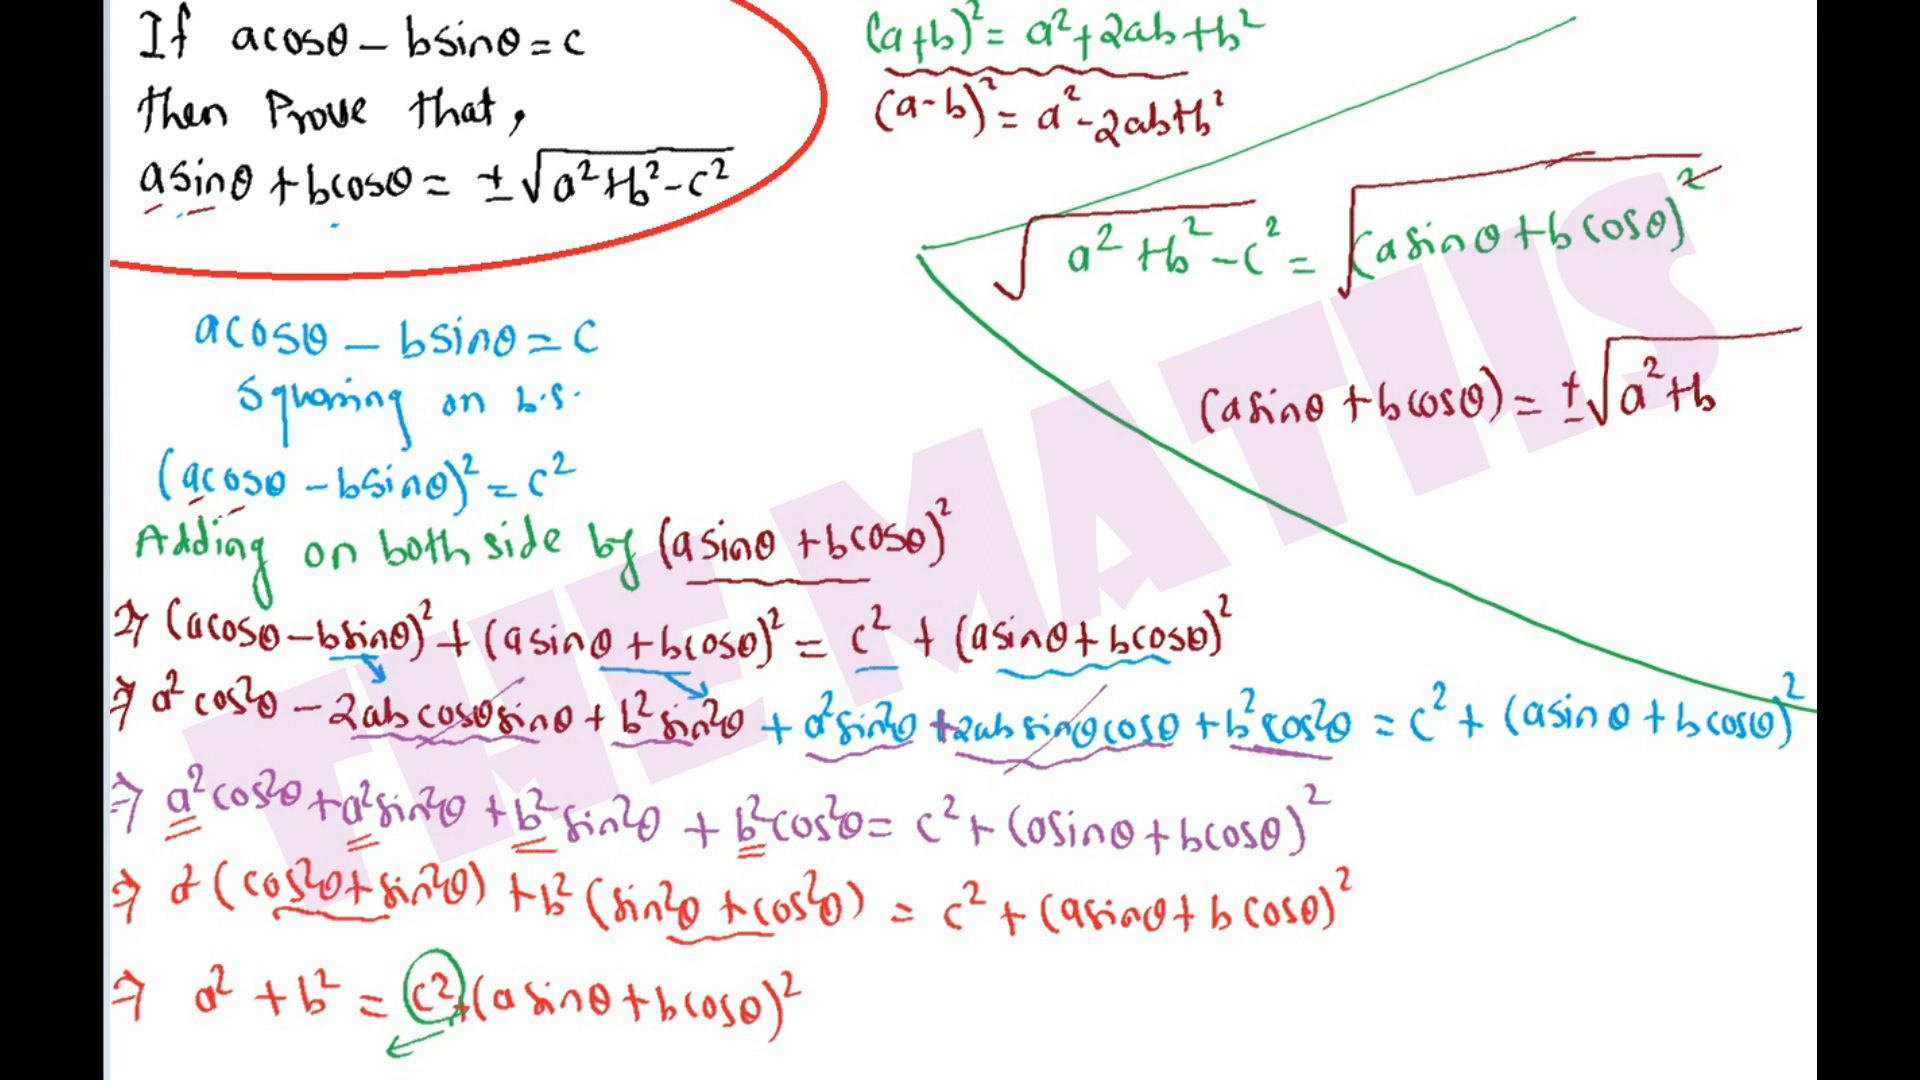 If acosθ - bsinθ = c
then Prove that,
asinθ + bcosθ = ±√a²+b²-c²
(a+b)² = a²+2ab+b²
(a-b)² = a²-2ab+b²
acosθ - bsinθ = c
Squaring on b.s.
(acosθ - bsinθ)² = c²
Adding on both side by (asinθ + bcosθ)²
⇒ (acosθ - bsinθ)² + (asinθ + bcosθ)² = c² + (asinθ + bcosθ)²
⇒ a²cos²θ - 2abcosθsinθ + b²sin²θ + a²sin²θ + 2absinθcosθ + b²cos²θ = c² + (asinθ + bcosθ)²
⇒ a²cos²θ + a²sin²θ + b²sin²θ + b²cos²θ = c² + (asinθ + bcosθ)²
⇒ a²(cos²θ + sin²θ) + b²(sin²θ + cos²θ) = c² + (asinθ + bcosθ)²
⇒ a² + b² = c² + (asinθ + bcosθ)²
√a²+b²-c² = √(asinθ + bcosθ)²
(asinθ + bcosθ) = ±√a²+b
THE MATHS